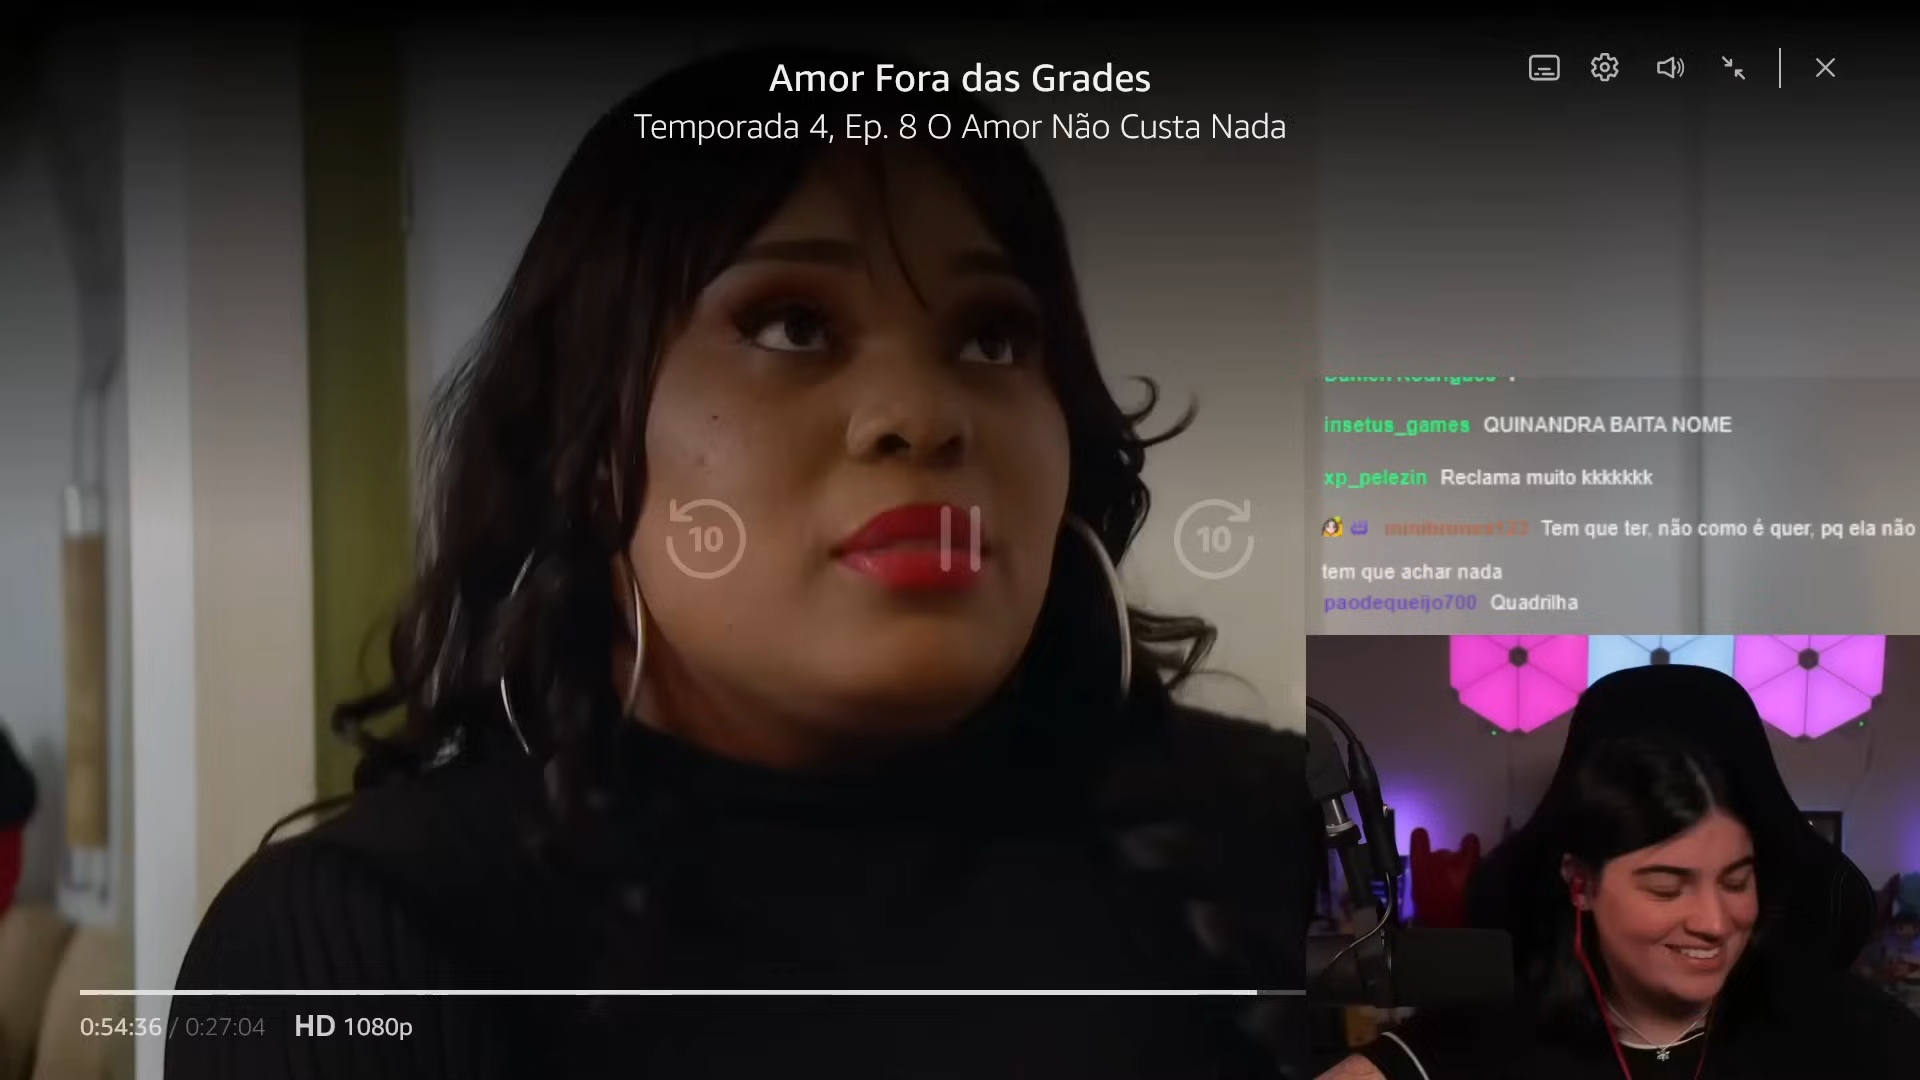 Amor Fora das Grades
Temporada 4, Ep. 8 O Amor Não Custa Nada
insetus_games QUINANDRA BAITA NOME
xp_pelezin Reclama muito kkkkkkk
Tem que ter, não como é quer, pq ela não
tem que achar nada
paodequeijo700 Quadrilha
10
10
0:54:36 / 0:27:04 HD 1080p